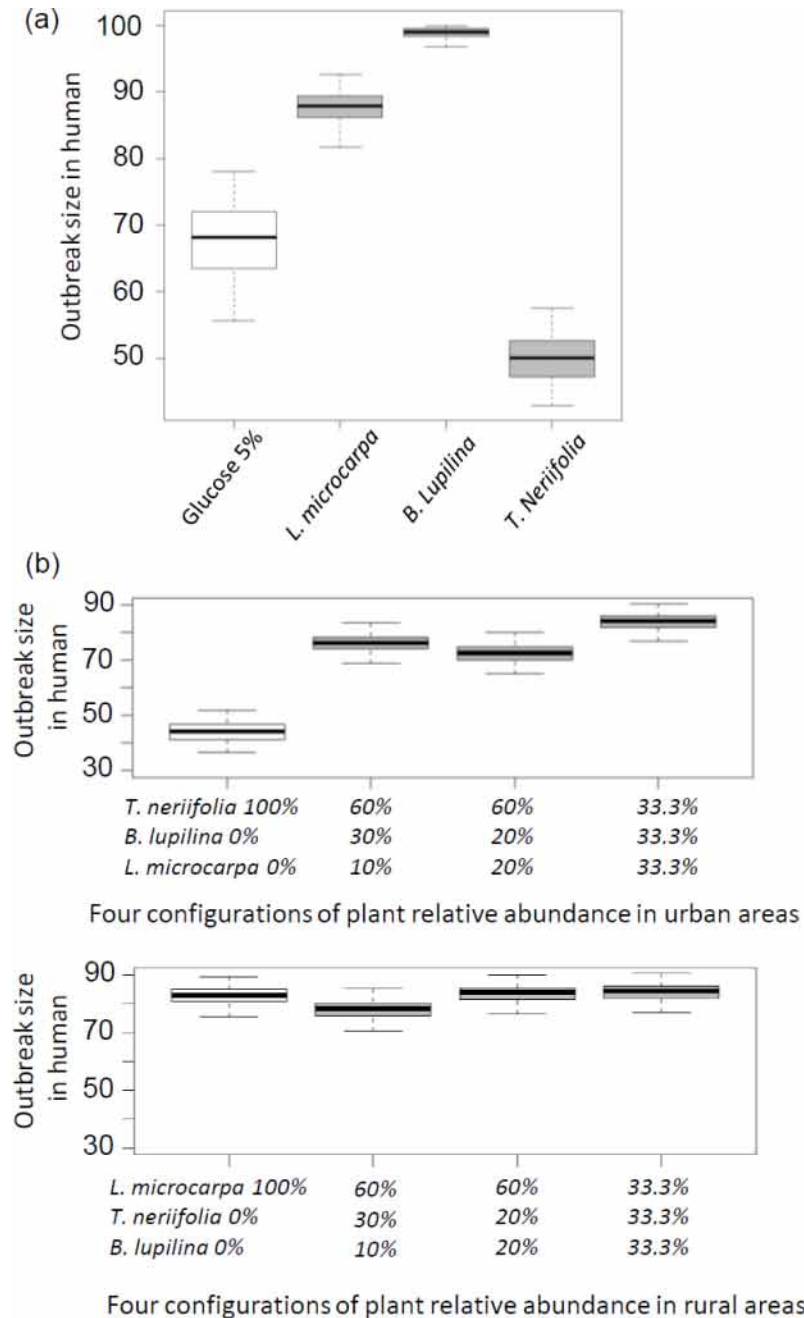 (a)
Outbreak size in human
100
90
80
70
60
50
Glucose 5%
L. microcarpa
B. Lupilina
T. Neriifolia
(b)
Outbreak size
in human
90
70
50
30
T. neriifolia 100% 60% 60% 33.3%
B. lupilina 0% 30% 20% 33.3%
L. microcarpa 0% 10% 20% 33.3%
Four configurations of plant relative abundance in urban areas
Outbreak size
in human
90
70
50
30
L. microcarpa 100% 60% 60% 33.3%
T. neriifolia 0% 30% 20% 33.3%
B. lupilina 0% 10% 20% 33.3%
Four configurations of plant relative abundance in rural areas